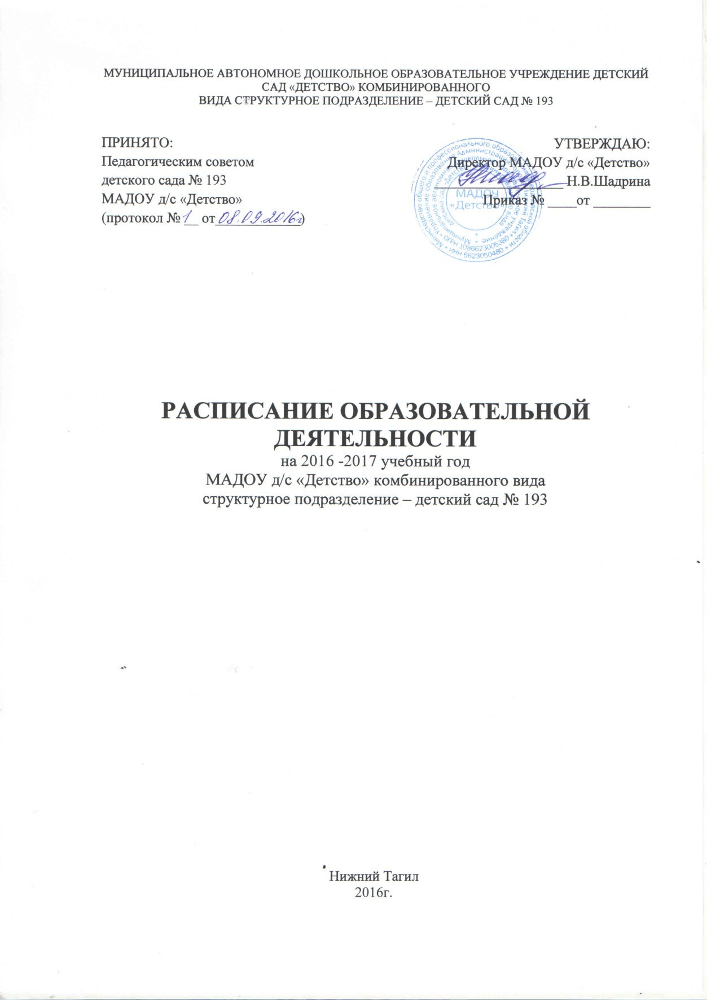 МУНИЦИПАЛЬНОЕ АВТОНОМНОЕ ДОШКОЛЬНОЕ ОБРАЗОВАТЕЛЬНОЕ УЧРЕЖДЕНИЕ ДЕТСКИЙ
САД «ДЕТСТВО» КОМБИНИРОВАННОГО
ВИДА СТРУКТУРНОЕ ПОДРАЗДЕЛЕНИЕ – ДЕТСКИЙ САД № 193
ПРИНЯТО:
Педагогическим советом
детского сада № 193
МАДОУ д/с «Детство»
(протокол № 1 от 08.09.2016г)
УТВЕРЖДАЮ:
Директор МАДОУ д/с «Детство»
Н.В.Шадрина
Приказ № ____от ________
МАДОУ
«Детство»
ОГРН 1086623005380
ИНН 6623050480
РАСПИСАНИЕ ОБРАЗОВАТЕЛЬНОЙ
ДЕЯТЕЛЬНОСТИ
на 2016 -2017 учебный год
МАДОУ д/с «Детство» комбинированного вида
структурное подразделение – детский сад № 193
Нижний Тагил
2016г.